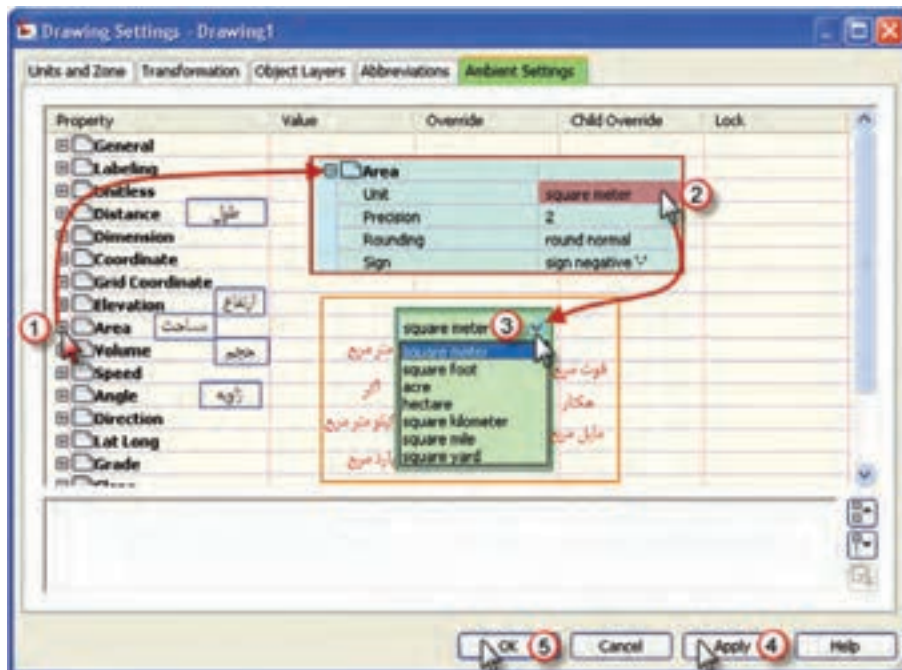 Drawing Settings - Drawing1
Units and Zone Transformation Object Layers Abbreviations Ambient Settings
Property Value Override Child Override Lock
General
Labeling
Unitless
Distance طول
Dimension
Coordinate
Grid Coordinate
Elevation ارتفاع
1 Area مساحت
Volume حجم
Speed
Angle زاویه
Direction
Lat Long
Grade
Area
Unit square meter 2
Precision 2
Rounding round normal
Sign sign negative '-'
square meter 3
square meter متر مربع
square foot فوت مربع
acre اکر
hectare هکتار
square kilometer کیلو متر مربع
square mile مایل مربع
square yard یارد مربع
OK 5 Cancel Apply 4 Help